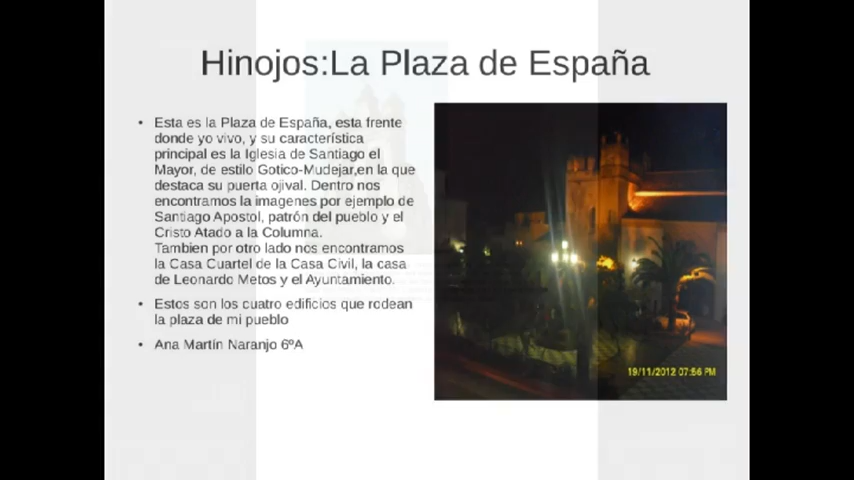 Hinojos:La Plaza de España
• Esta es la Plaza de España, esta frente
donde yo vivo, y su característica
principal es la Iglesia de Santiago el
Mayor, de estilo Gotico-Mudejar,en la que
destaca su puerta ojival. Dentro nos
encontramos la imagenes por ejemplo de
Santiago Apostol, patrón del pueblo y el
Cristo Atado a la Columna.
Tambien por otro lado nos encontramos
la Casa Cuartel de la Casa Civil, la casa
de Leonardo Metos y el Ayuntamiento.
• Estos son los cuatro edificios que rodean
la plaza de mi pueblo
• Ana Martín Naranjo 6ºA
19/11/2012 07:56 PM